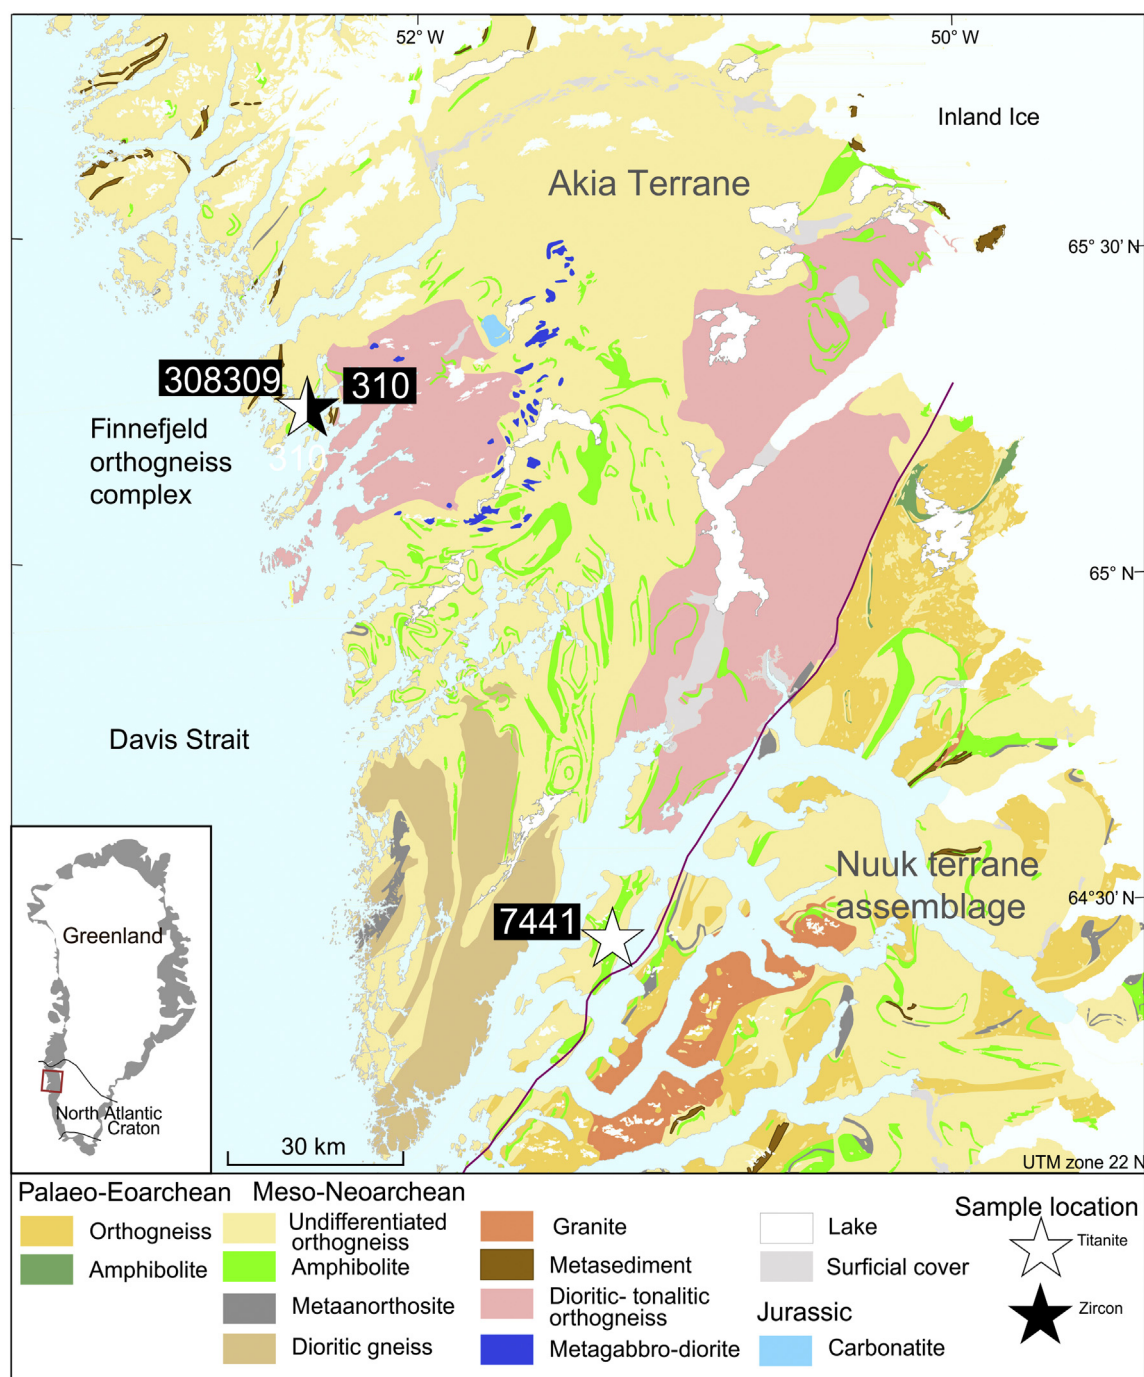 52° W
50° W
Inland Ice
Akia Terrane
65° 30' N
308309
310
Finnefjeld
orthogneiss
complex
310
65° N
Davis Strait
Nuuk terrane
assemblage
64°30' N
7441
Greenland
North Atlantic
Craton
30 km
UTM zone 22 N
Palaeo-Eoarchean
Orthogneiss
Amphibolite
Meso-Neoarchean
Undifferentiated
orthogneiss
Amphibolite
Metaanorthosite
Dioritic gneiss
Granite
Metasediment
Dioritic- tonalitic
orthogneiss
Metagabbro-diorite
Lake
Surficial cover
Jurassic
Carbonatite
Sample location
Titanite
Zircon